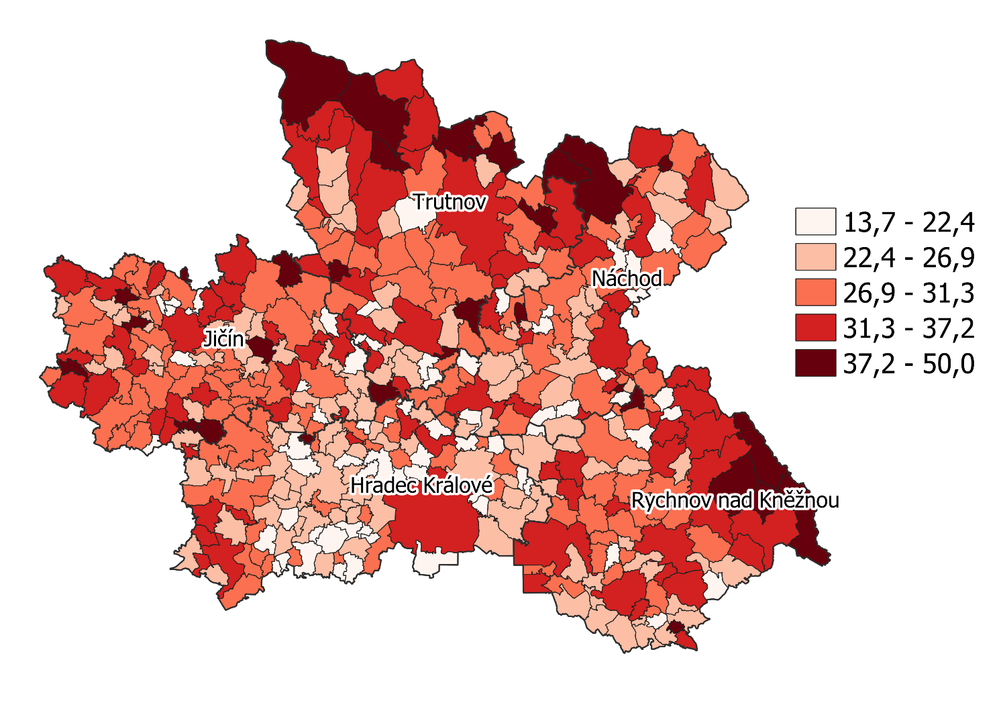 Trutnov
13,7 - 22,4
22,4 - 26,9
Náchod
26,9 - 31,3
31,3 - 37,2
Jičín
37,2 - 50,0
Hradec Králové
Rychnov nad Kněžnou